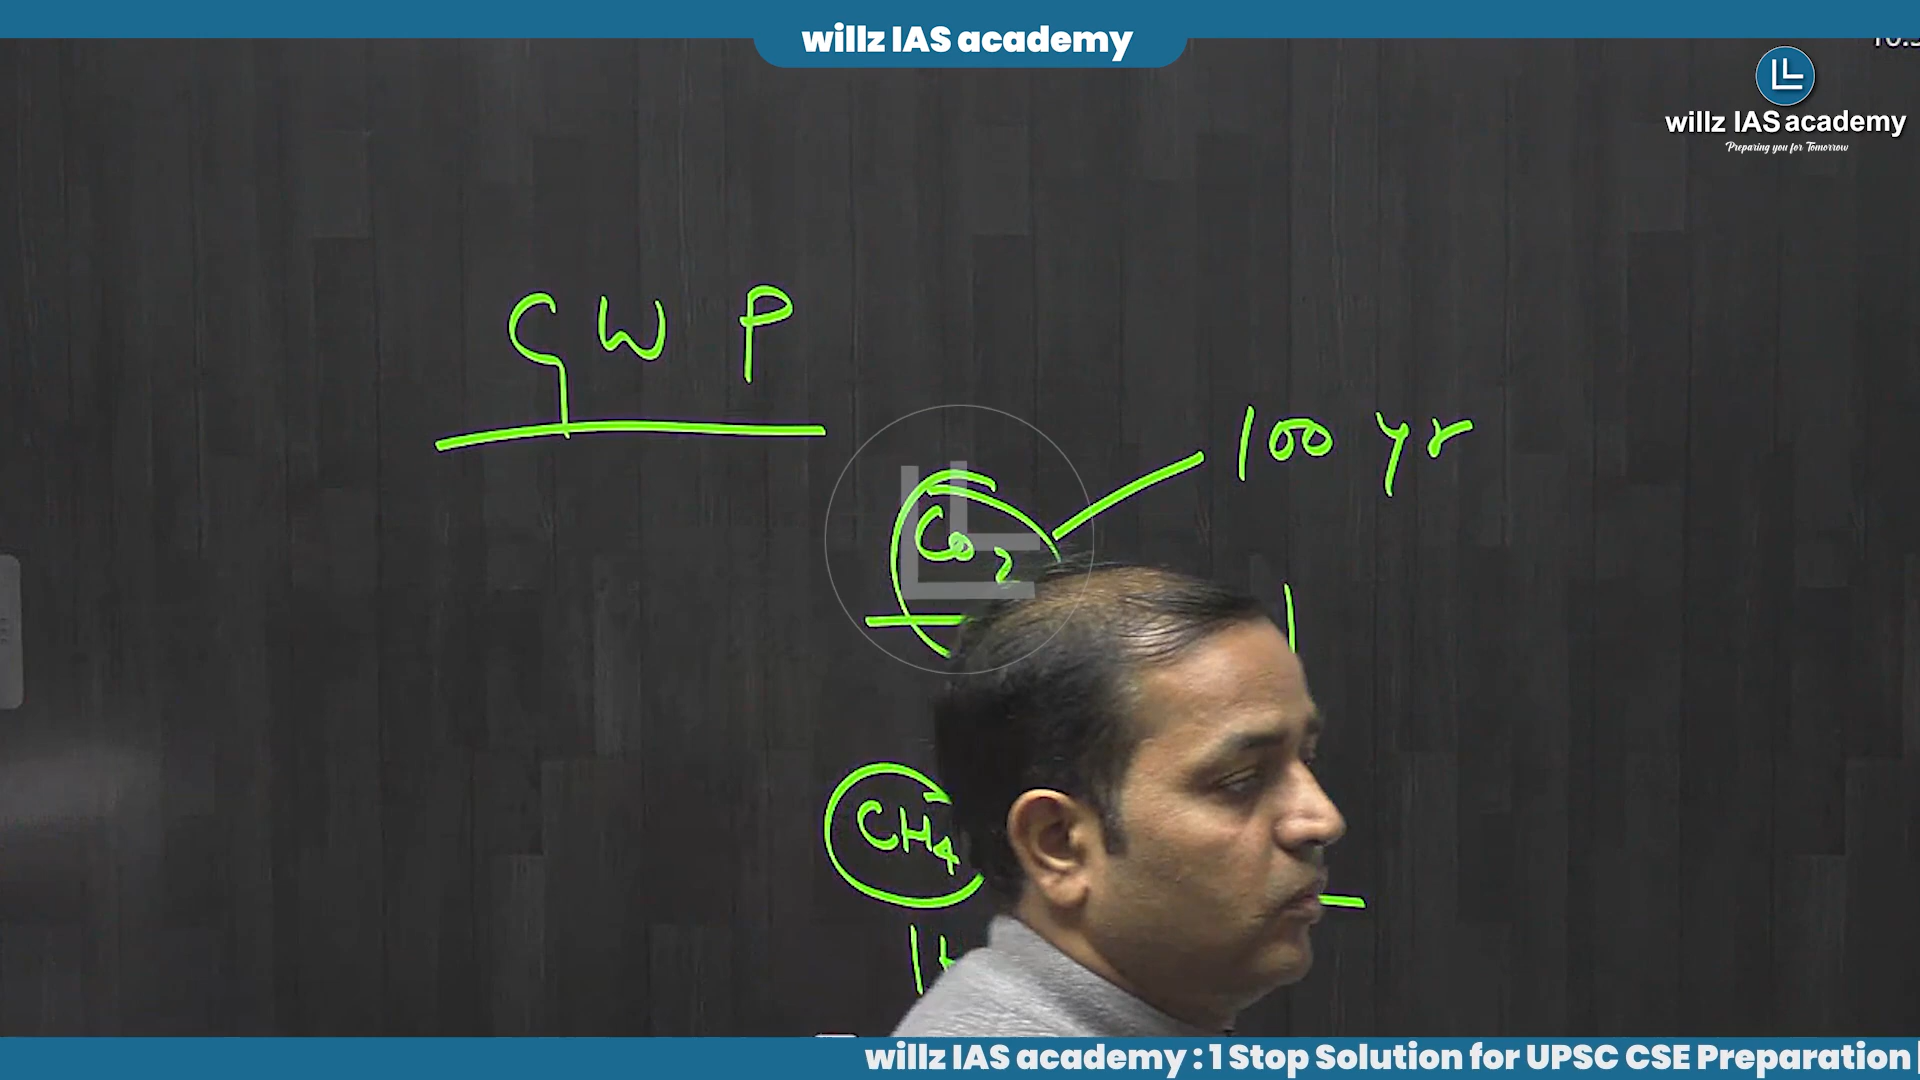 willz IAS academy
willz IAS academy
Preparing you for Tomorrow
GWP
100 yr
CO2
1
CH4
willz IAS academy : 1 Stop Solution for UPSC CSE Preparation